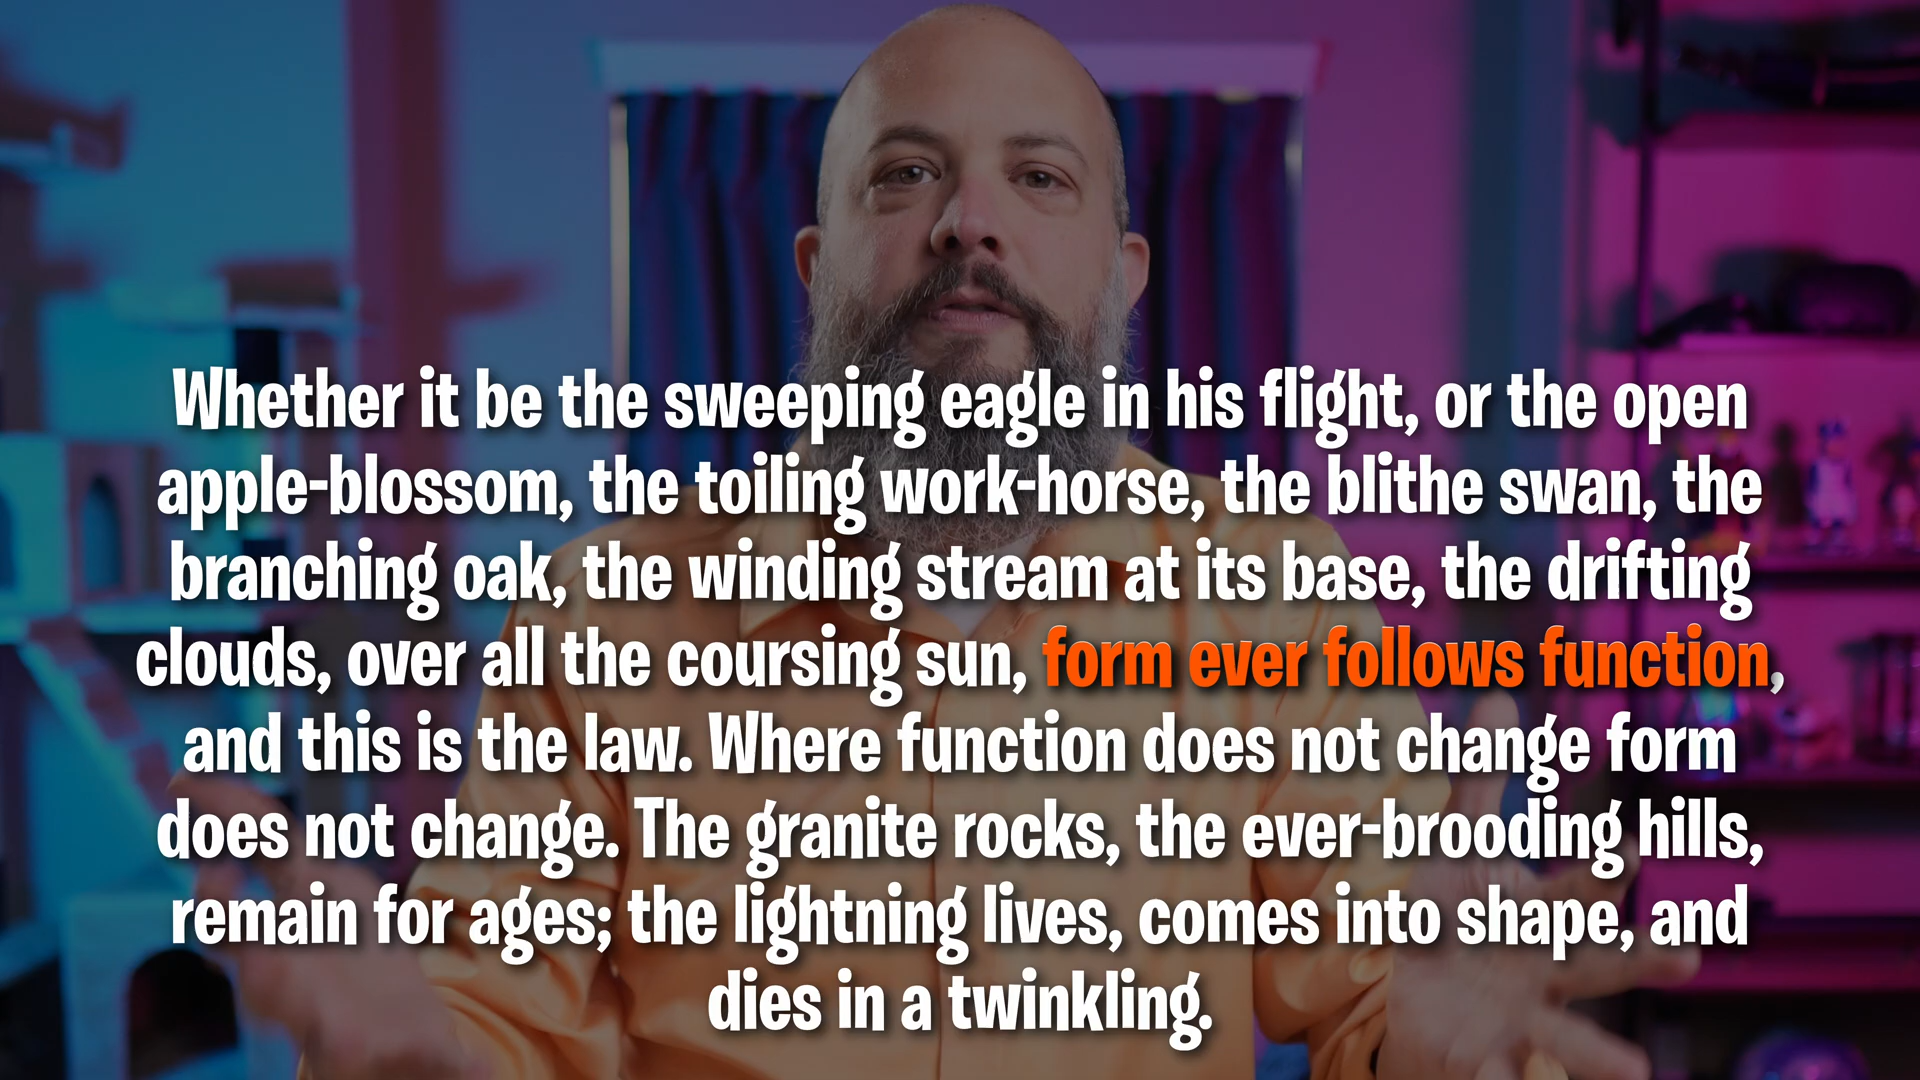 Whether it be the sweeping eagle in his flight, or the open
apple-blossom, the toiling work-horse, the blithe swan, the
branching oak, the winding stream at its base, the drifting
clouds, over all the coursing sun, form ever follows function,
and this is the law. Where function does not change form
does not change. The granite rocks, the ever-brooding hills,
remain for ages; the lightning lives, comes into shape, and
dies in a twinkling.